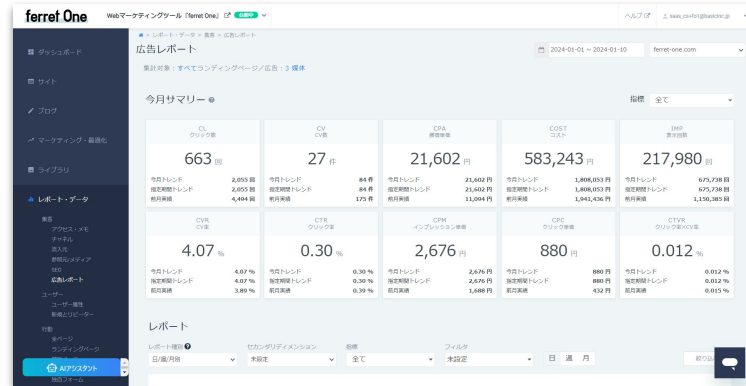 ferret One
Webマーケティングツール『ferret One』
ヘルプ
ferret-one.com
レポート・データ > 集客 > 広告レポート
広告レポート
2024-01-01 ~ 2024-01-10
集計対象：すべてランディングページ／広告：3 媒体
ダッシュボード
サイト
ブログ
マーケティング・最適化
ライブラリ
レポート・データ
集客
アクセス・メモ
チャネル
流入元
参照元/メディア
SEO
広告レポート
ユーザー
ユーザー属性
新規とリピーター
行動
全ページ
ランディングページ
AIアシスタント
独自フォーム
今月サマリー
指標
全て
CL
クリック数
663 回
今月トレンド 2,055 回
指定期間トレンド 2,055 回
前月実績 4,494 回
CV
CV数
27 件
今月トレンド 84 件
指定期間トレンド 84 件
前月実績 175 件
CPA
獲得単価
21,602 円
今月トレンド 21,602 円
指定期間トレンド 21,602 円
前月実績 11,094 円
COST
コスト
583,243 円
今月トレンド 1,808,053 円
指定期間トレンド 1,808,053 円
前月実績 1,941,436 円
IMP
表示回数
217,980 回
今月トレンド 675,738 回
指定期間トレンド 675,738 回
前月実績 1,150,385 回
CVR
CV率
4.07 %
今月トレンド 4.07 %
指定期間トレンド 4.07 %
前月実績 3.89 %
CTR
クリック率
0.30 %
今月トレンド 0.30 %
指定期間トレンド 0.30 %
前月実績 0.39 %
CPM
インプレッション単価
2,676 円
今月トレンド 2,676 円
指定期間トレンド 2,676 円
前月実績 1,688 円
CPC
クリック単価
880 円
今月トレンド 880 円
指定期間トレンド 880 円
前月実績 432 円
CTVR
クリック率×CV率
0.012 %
今月トレンド 0.012 %
指定期間トレンド 0.012 %
前月実績 0.015 %
レポート
レポート種別
日/週/月別
セカンダリディメンション
未設定
指標
全て
フィルタ
未設定
日 週 月
絞り込